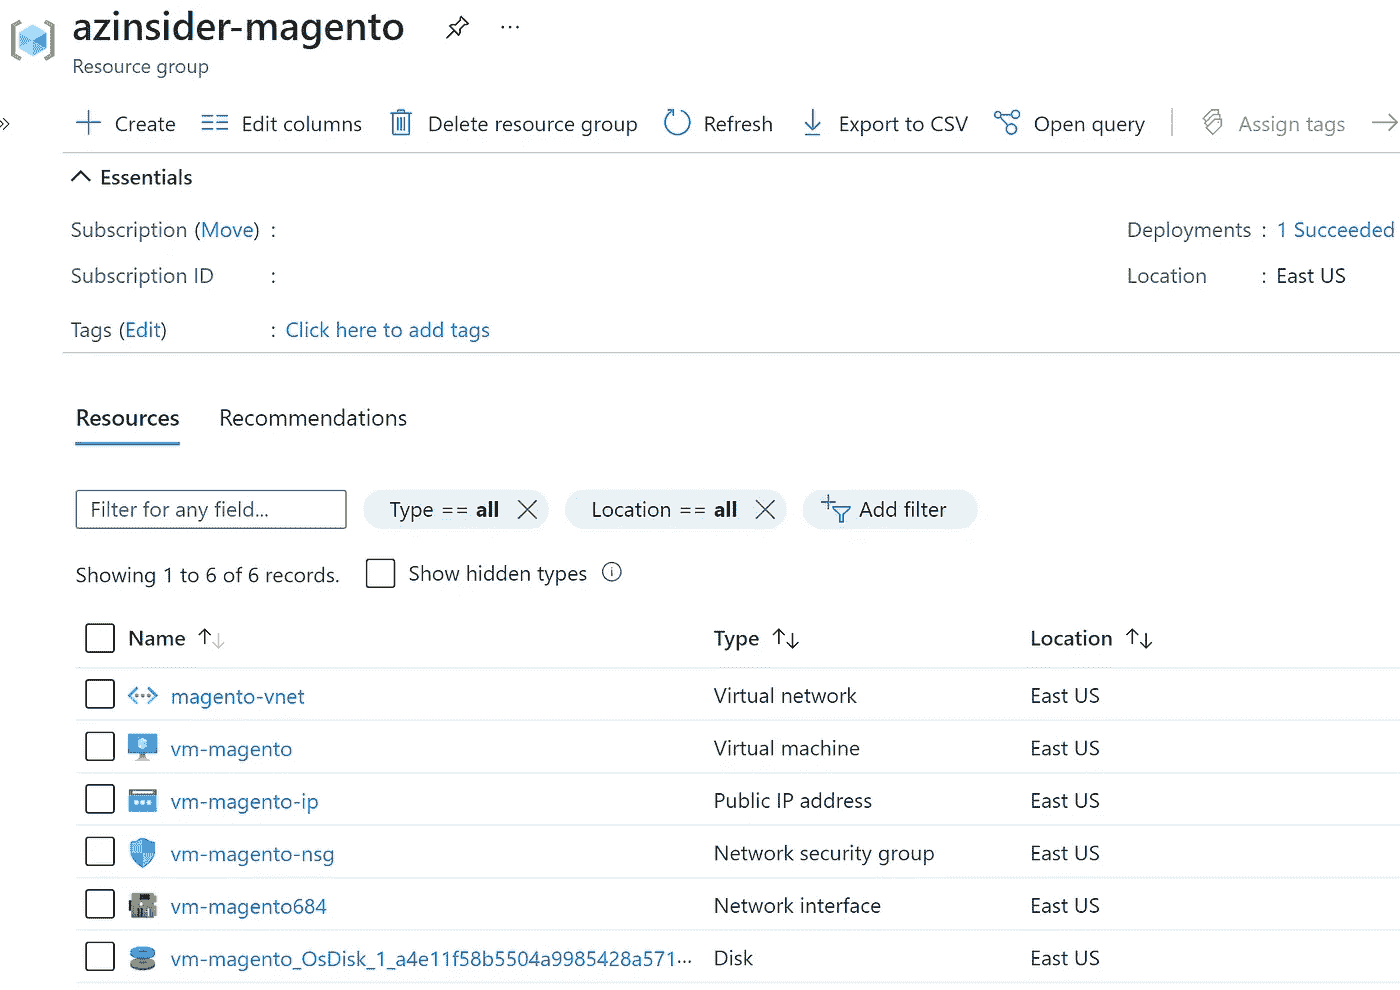 azinsider-magento ...
Resource group
» Create Edit columns Delete resource group Refresh Export to CSV Open query Assign tags
Essentials
Subscription (Move) : Deployments : 1 Succeeded
Subscription ID : Location : East US
Tags (Edit) : Click here to add tags
Resources Recommendations
Filter for any field... Type == all Location == all Add filter
Showing 1 to 6 of 6 records. Show hidden types
Name Type Location
magento-vnet Virtual network East US
vm-magento Virtual machine East US
vm-magento-ip Public IP address East US
vm-magento-nsg Network security group East US
vm-magento684 Network interface East US
vm-magento_OsDisk_1_a4e11f58b5504a9985428a571... Disk East US